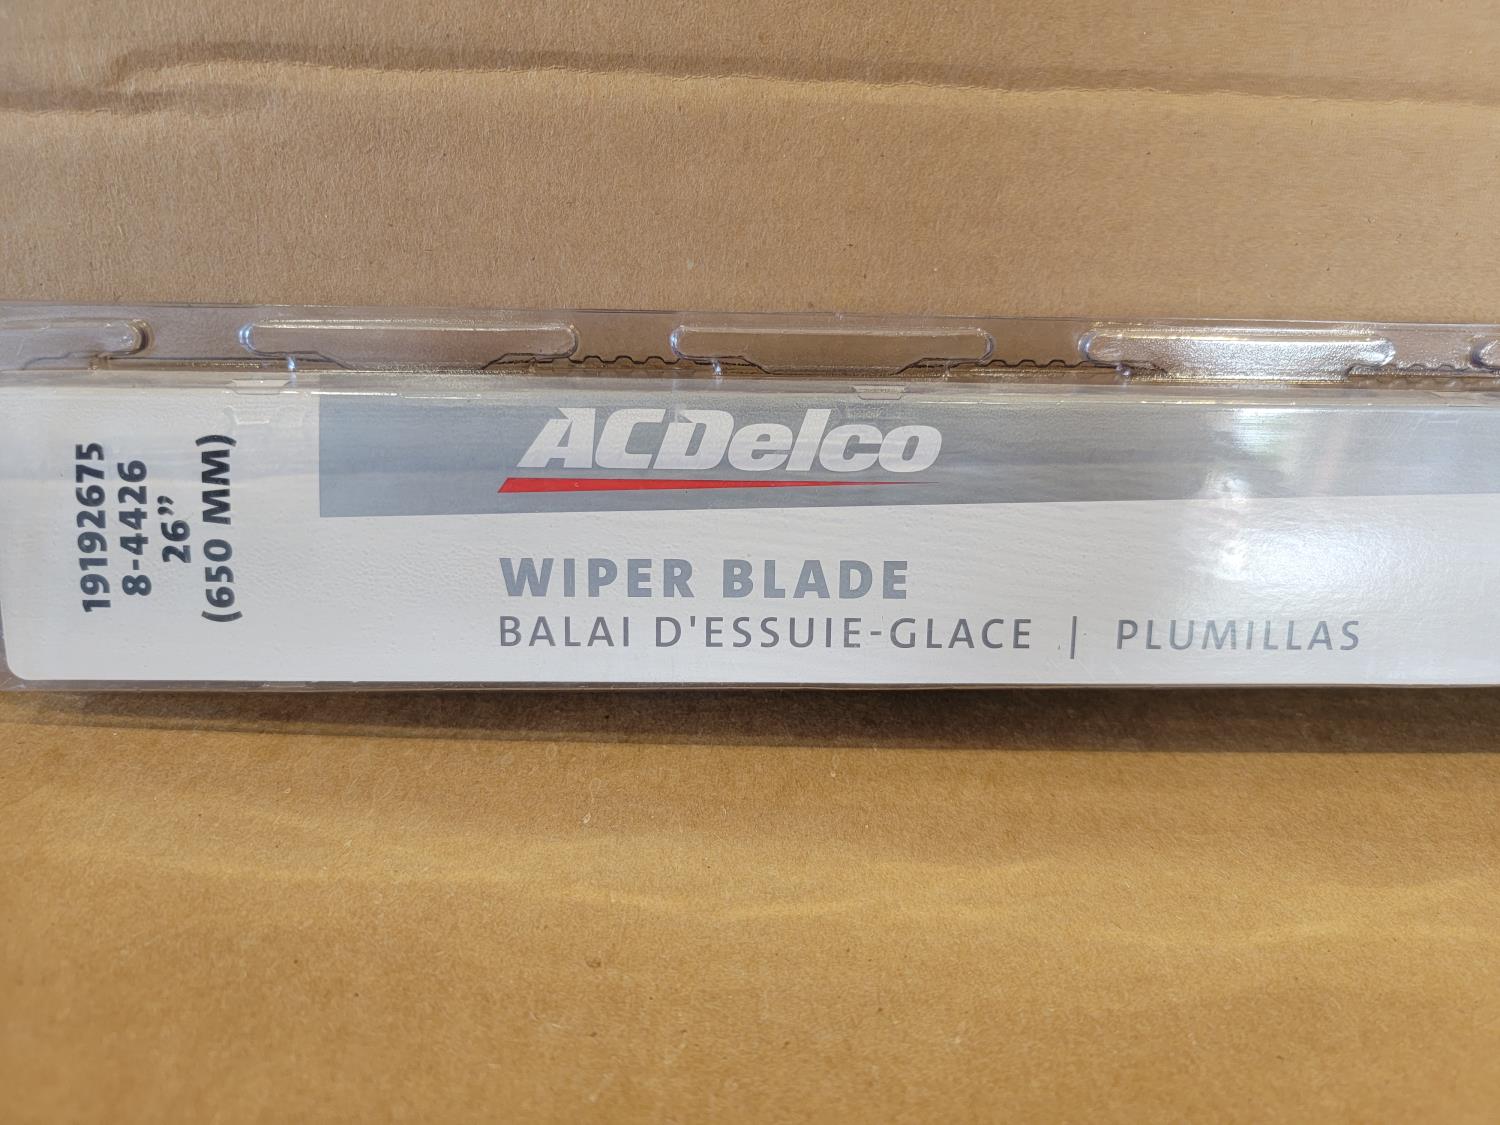 19192675
8-4426
26”
(650 MM)
ACDelco
WIPER BLADE
BALAI D'ESSUIE-GLACE | PLUMILLAS